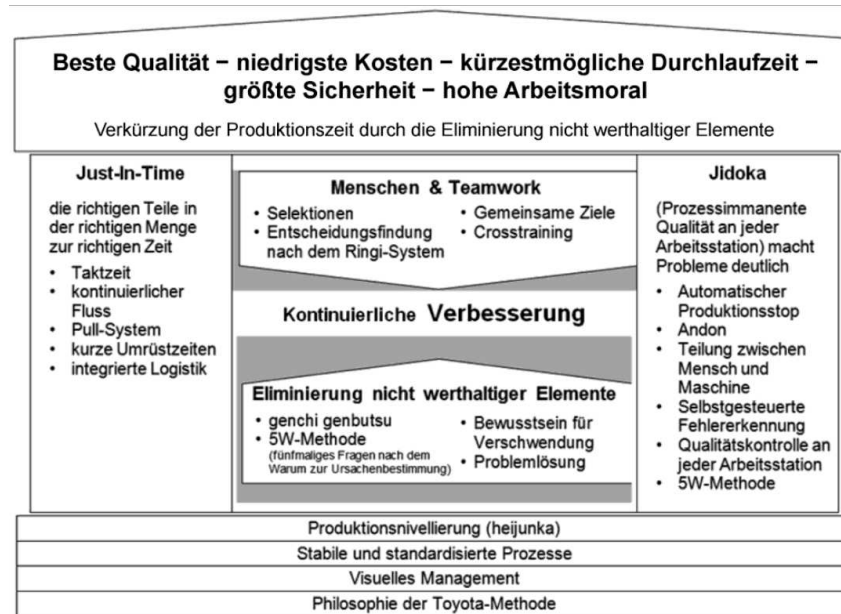 Beste Qualität – niedrigste Kosten – kürzestmögliche Durchlaufzeit –
größte Sicherheit – hohe Arbeitsmoral
Verkürzung der Produktionszeit durch die Eliminierung nicht werthaltiger Elemente
Just-In-Time
die richtigen Teile in
der richtigen Menge
zur richtigen Zeit
• Taktzeit
• kontinuierlicher
Fluss
• Pull-System
• kurze Umrüstzeiten
• integrierte Logistik
Menschen & Teamwork
• Selektionen
• Entscheidungsfindung
nach dem Ringi-System
• Gemeinsame Ziele
• Crosstraining
Kontinuierliche Verbesserung
Eliminierung nicht werthaltiger Elemente
• genchi genbutsu
• 5W-Methode
(fünfmaliges Fragen nach dem
Warum zur Ursachenbestimmung)
• Bewusstsein für
Verschwendung
• Problemlösung
Jidoka
(Prozessimmanente
Qualität an jeder
Arbeitsstation) macht
Probleme deutlich
• Automatischer
Produktionsstop
• Andon
• Teilung zwischen
Mensch und
Maschine
• Selbstgesteuerte
Fehlererkennung
• Qualitätskontrolle an
jeder Arbeitsstation
• 5W-Methode
Produktionsnivellierung (heijunka)
Stabile und standardisierte Prozesse
Visuelles Management
Philosophie der Toyota-Methode